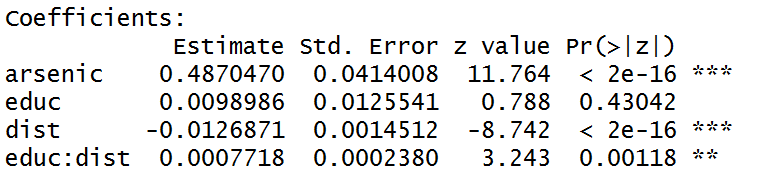 Coefficients:
Estimate Std. Error z value Pr(>|z|)
arsenic 0.4870470 0.0414008 11.764 < 2e-16 ***
educ 0.0098986 0.0125541 0.788 0.43042
dist -0.0126871 0.0014512 -8.742 < 2e-16 ***
educ:dist 0.0007718 0.0002380 3.243 0.00118 **